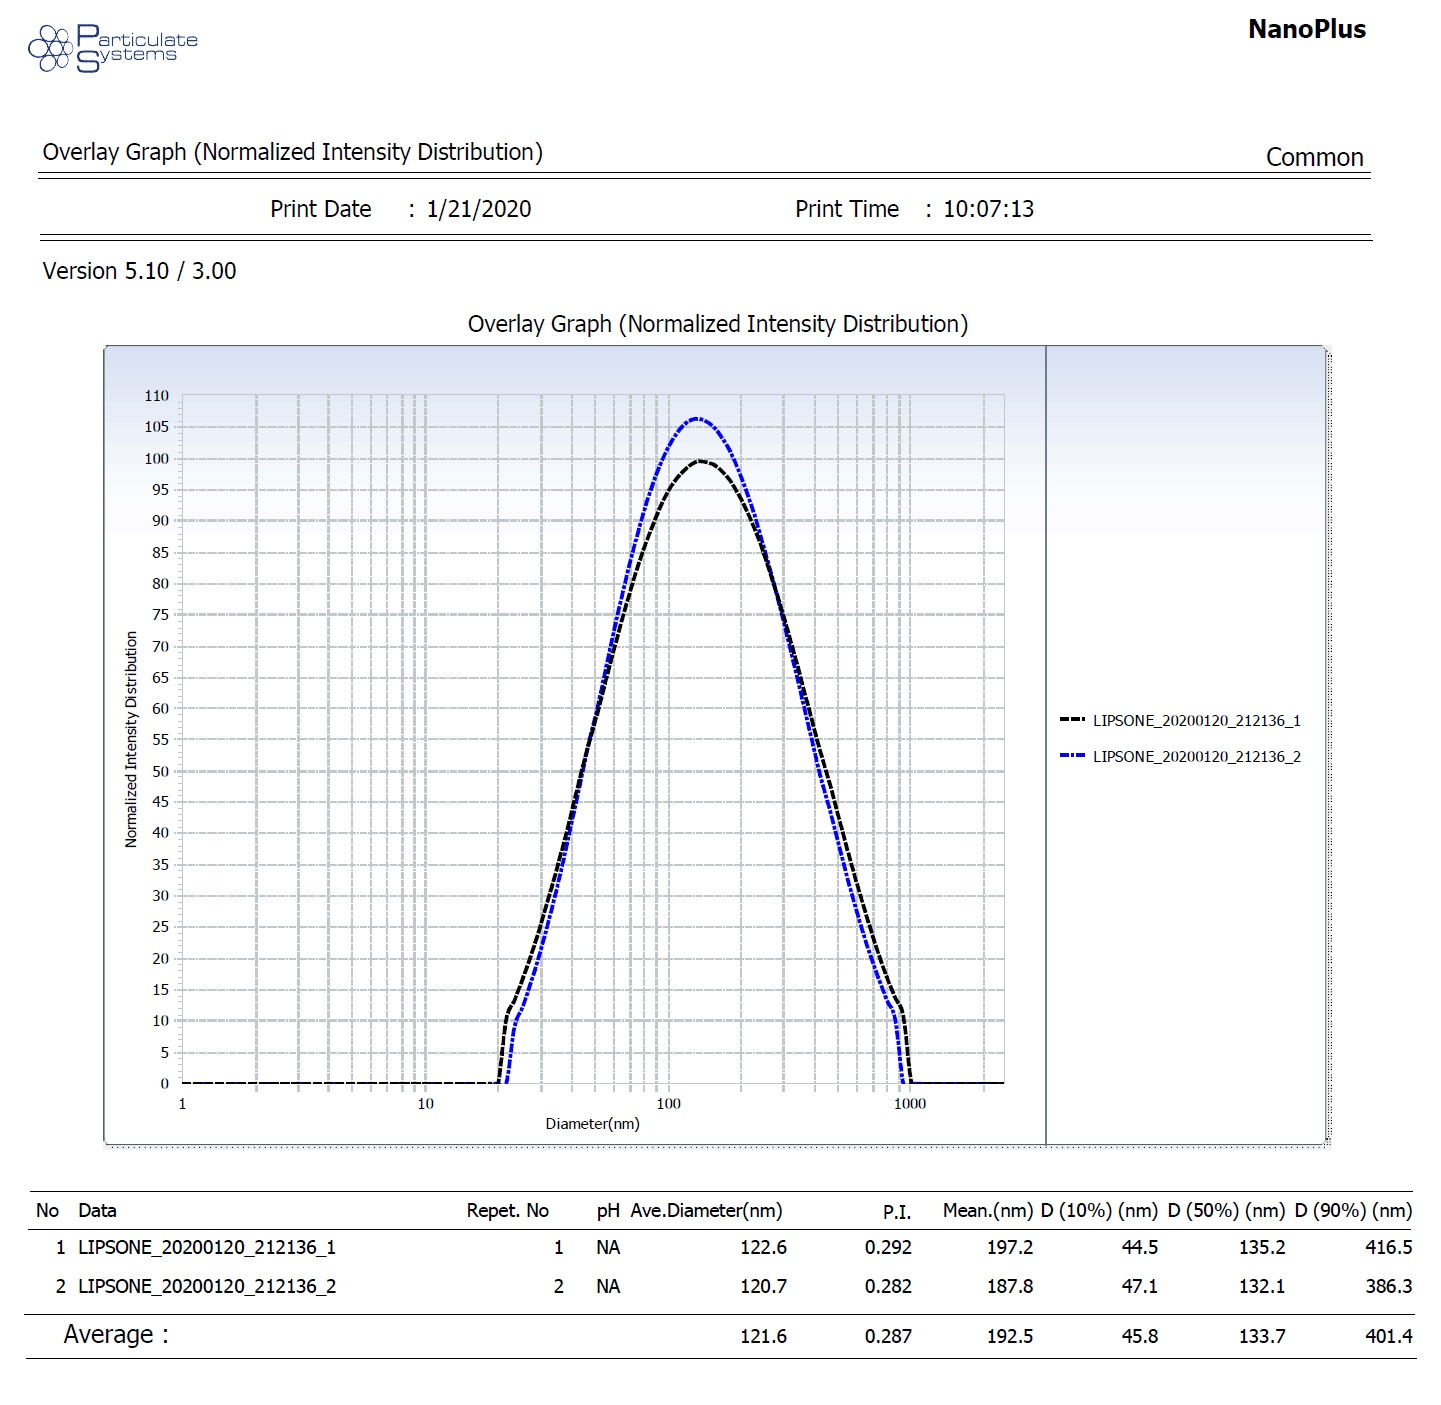 Particulate Systems
NanoPlus
Overlay Graph (Normalized Intensity Distribution)
Common
Print Date : 1/21/2020 Print Time : 10:07:13
Version 5.10 / 3.00
Overlay Graph (Normalized Intensity Distribution)
110
105
100
95
90
85
80
75
70
65
60
55
50
45
40
35
30
25
20
15
10
5
0
Normalized Intensity Distribution
1 10 100 1000
Diameter(nm)
LIPSONE_20200120_212136_1
LIPSONE_20200120_212136_2
No Data Repet. No pH Ave.Diameter(nm) P.I. Mean.(nm) D (10%) (nm) D (50%) (nm) D (90%) (nm)
1 LIPSONE_20200120_212136_1 1 NA 122.6 0.292 197.2 44.5 135.2 416.5
2 LIPSONE_20200120_212136_2 2 NA 120.7 0.282 187.8 47.1 132.1 386.3
Average : 121.6 0.287 192.5 45.8 133.7 401.4